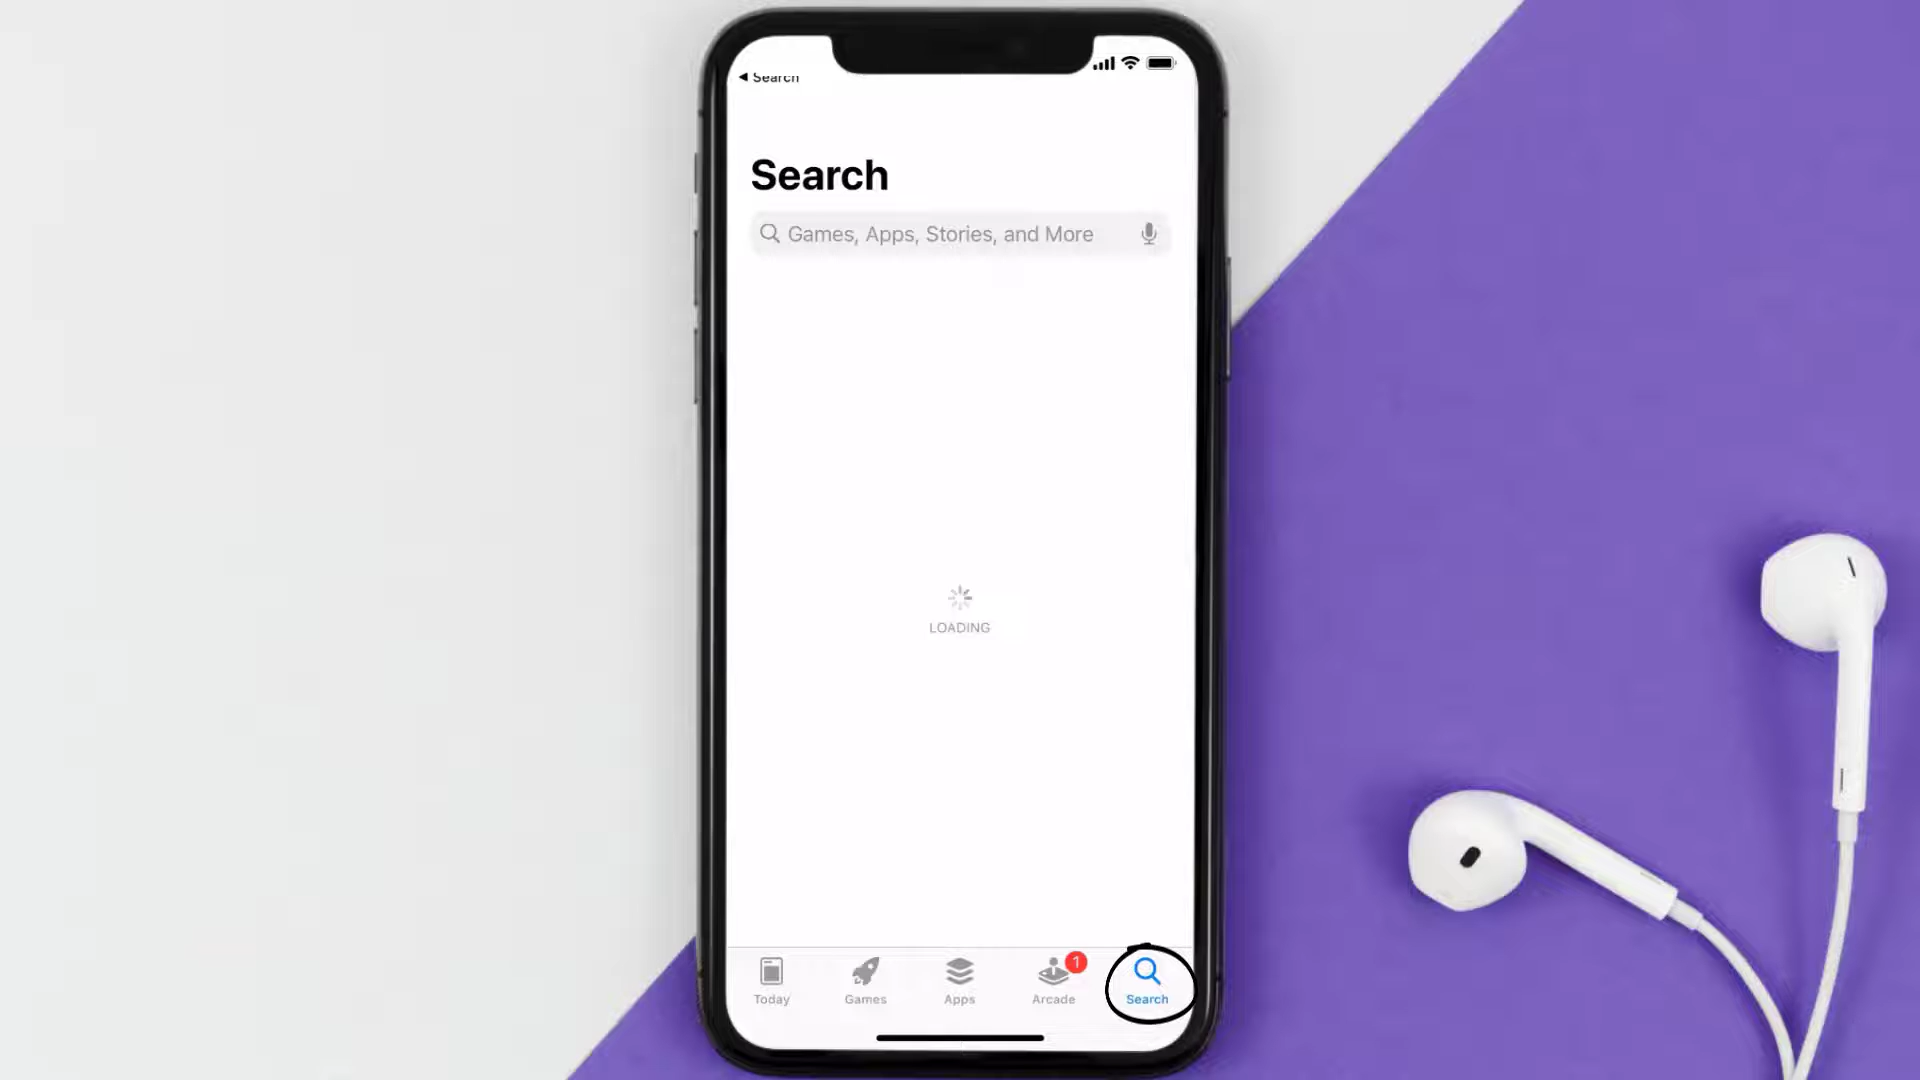 ◀ Search
Search
Games, Apps, Stories, and More
LOADING
1
Today
Games
Apps
Arcade
Search